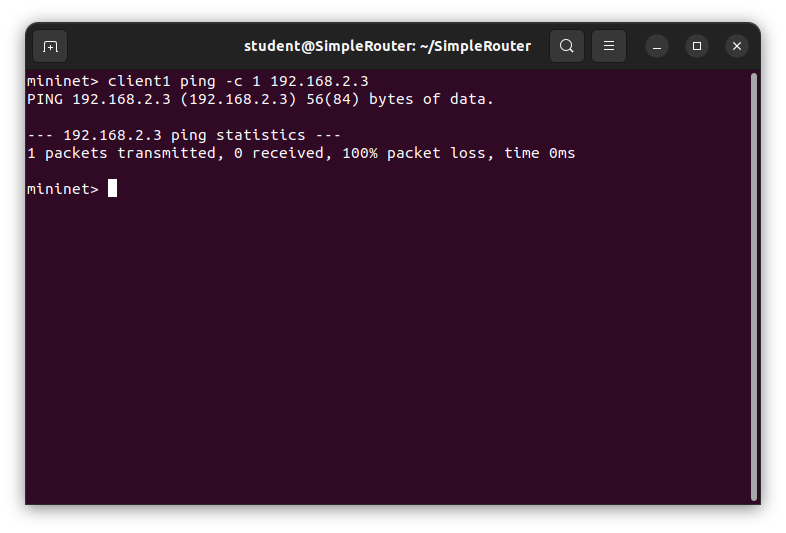 student@SimpleRouter: ~/SimpleRouter
mininet> client1 ping -c 1 192.168.2.3
PING 192.168.2.3 (192.168.2.3) 56(84) bytes of data.
--- 192.168.2.3 ping statistics ---
1 packets transmitted, 0 received, 100% packet loss, time 0ms
mininet>